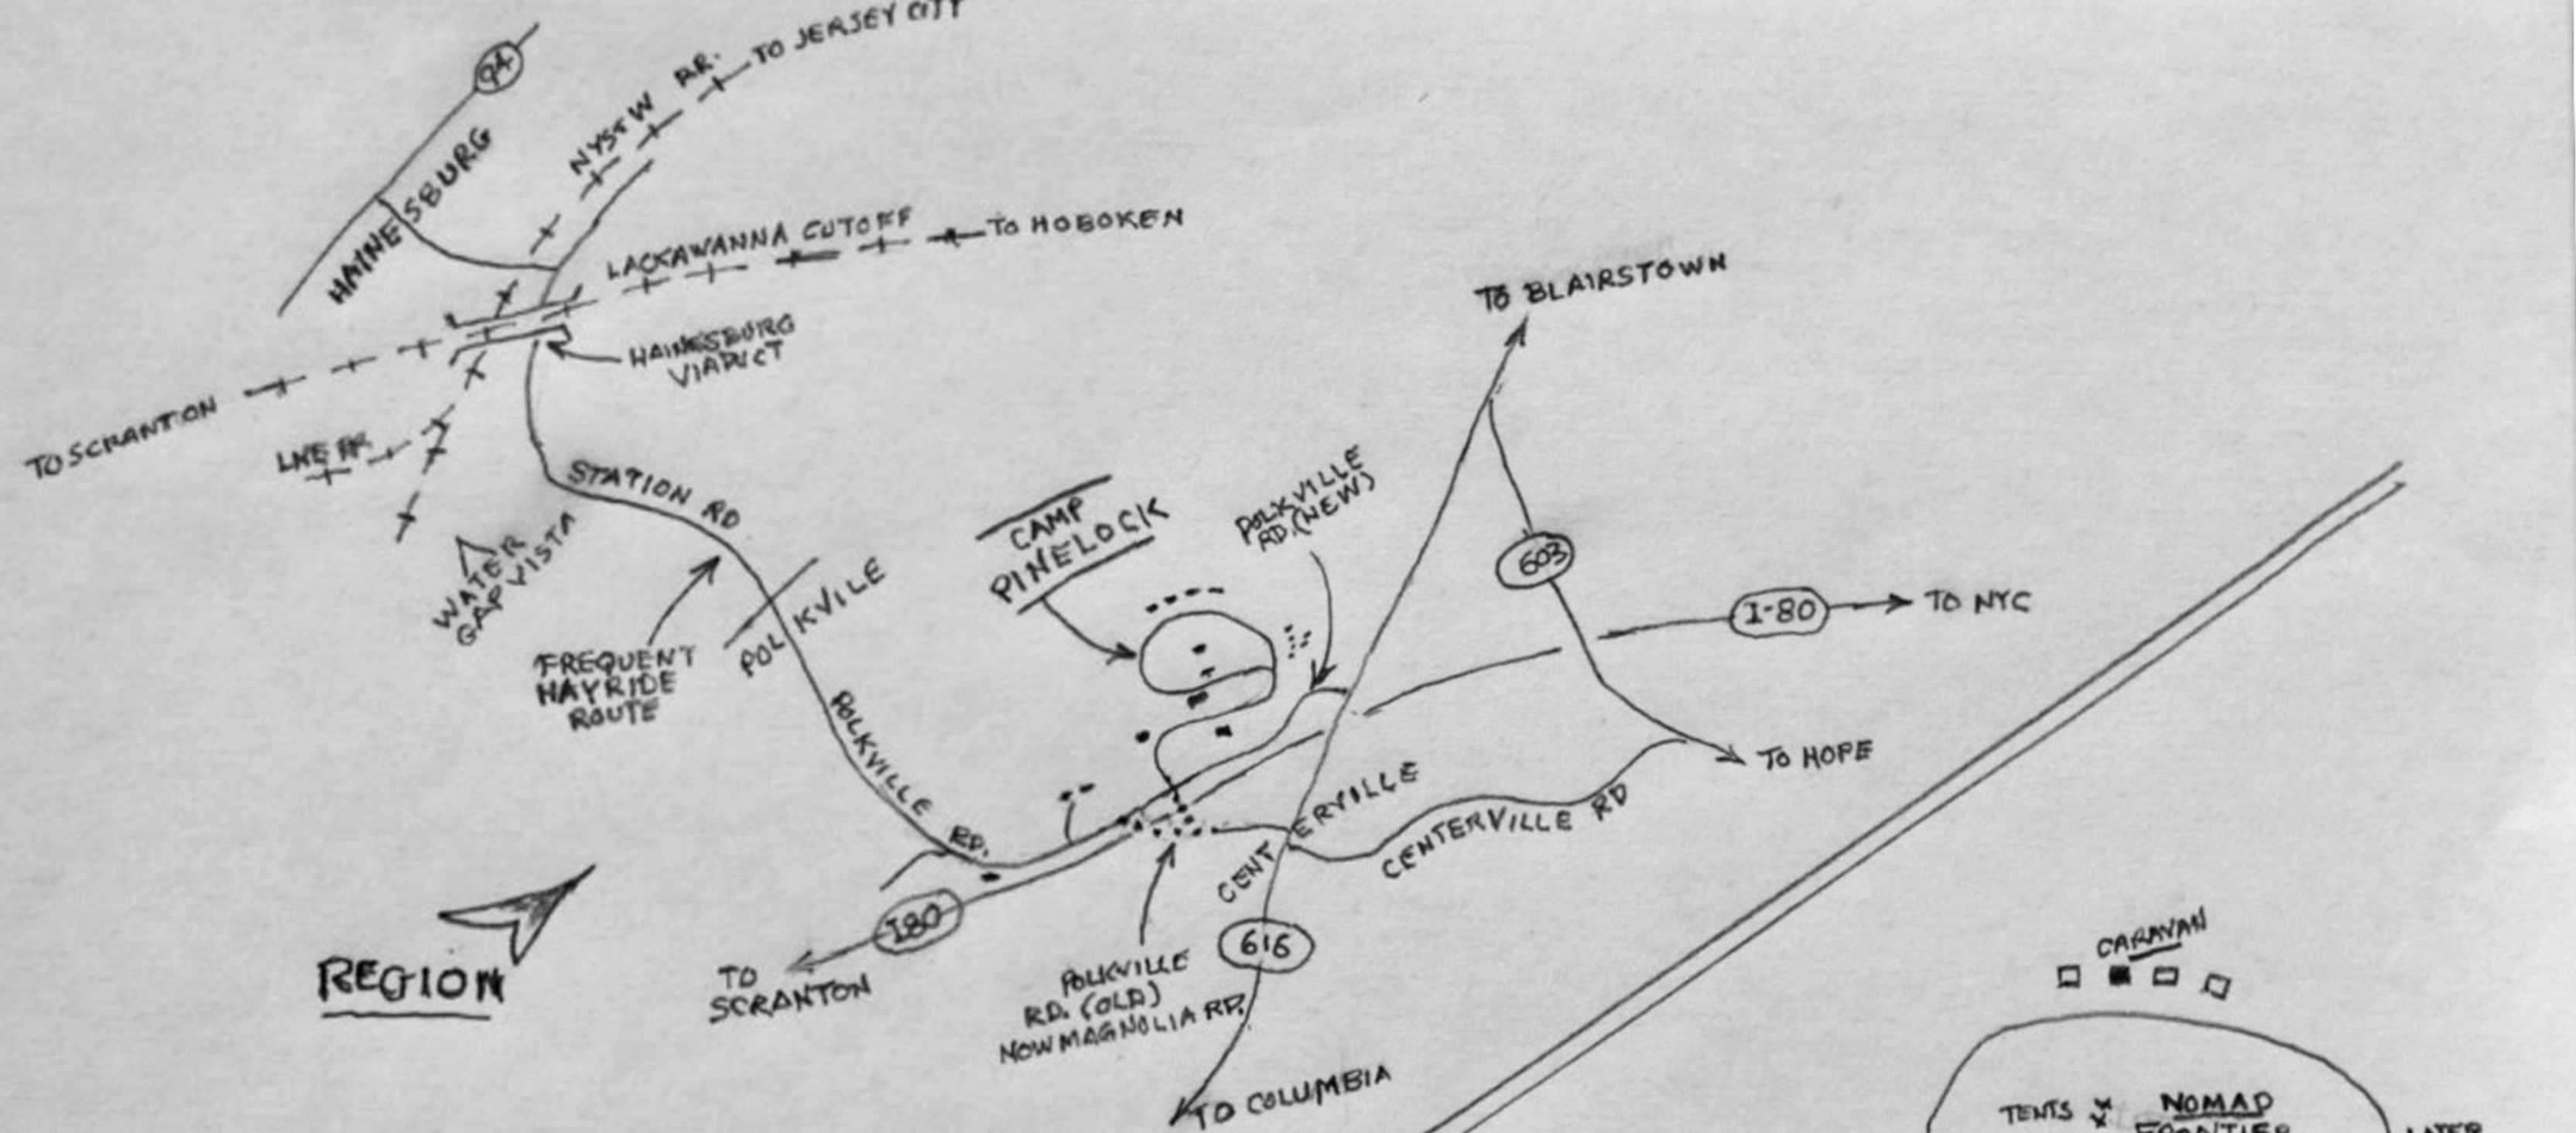 94
HAINESBURG
NYS+W RR.
TO JERSEY CITY
LACKAWANNA CUTOFF
TO HOBOKEN
HAINESBURG
VIADUCT
TO SCRANTON
LNE RR
STATION RD
WATER
GAP VISTA
FREQUENT
HAYRIDE
ROUTE
POLKVILE
POLKVILLE RD.
CAMP
PINELOCK
POLKVILLE
RD. (NEW)
TO BLAIRSTOWN
603
I-80
TO NYC
TO HOPE
CENTERVILLE
CENTERVILLE RD
I80
TO
SCRANTON
616
POLKVILLE
RD. (OLD)
NOW MAGNOLIA RD.
TO COLUMBIA
REGION
CARAVAN
TENTS
NOMAD
FRONTIER
LATER